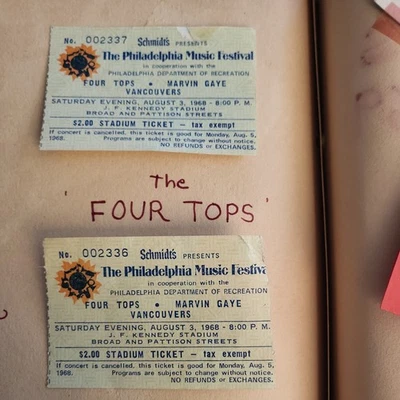 No. 002337 Schmidt's PRESENTS
The Philadelphia Music Festival
in cooperation with the
PHILADELPHIA DEPARTMENT OF RECREATION
FOUR TOPS • MARVIN GAYE
VANCOUVERS
SATURDAY EVENING, AUGUST 3, 1968 - 8:00 P. M.
J. F. KENNEDY STADIUM
BROAD AND PATTISON STREETS
$2.00 STADIUM TICKET — tax exempt
If concert is cancelled, this ticket is good for Monday, Aug. 5,
1968. Programs are subject to change without notice.
NO REFUNDS or EXCHANGES.
The
'FOUR TOPS'
No. 002336 Schmidt's PRESENTS
The Philadelphia Music Festiva
in cooperation with the
PHILADELPHIA DEPARTMENT OF RECREATION
FOUR TOPS • MARVIN GAYE
VANCOUVERS
SATURDAY EVENING, AUGUST 3, 1968 - 8:00 P. M.
J. F. KENNEDY STADIUM
BROAD AND PATTISON STREETS
$2.00 STADIUM TICKET — tax exempt
If concert is cancelled, this ticket is good for Monday, Aug. 5,
1968. Programs are subject to change without notice.
NO REFUNDS or EXCHANGES.